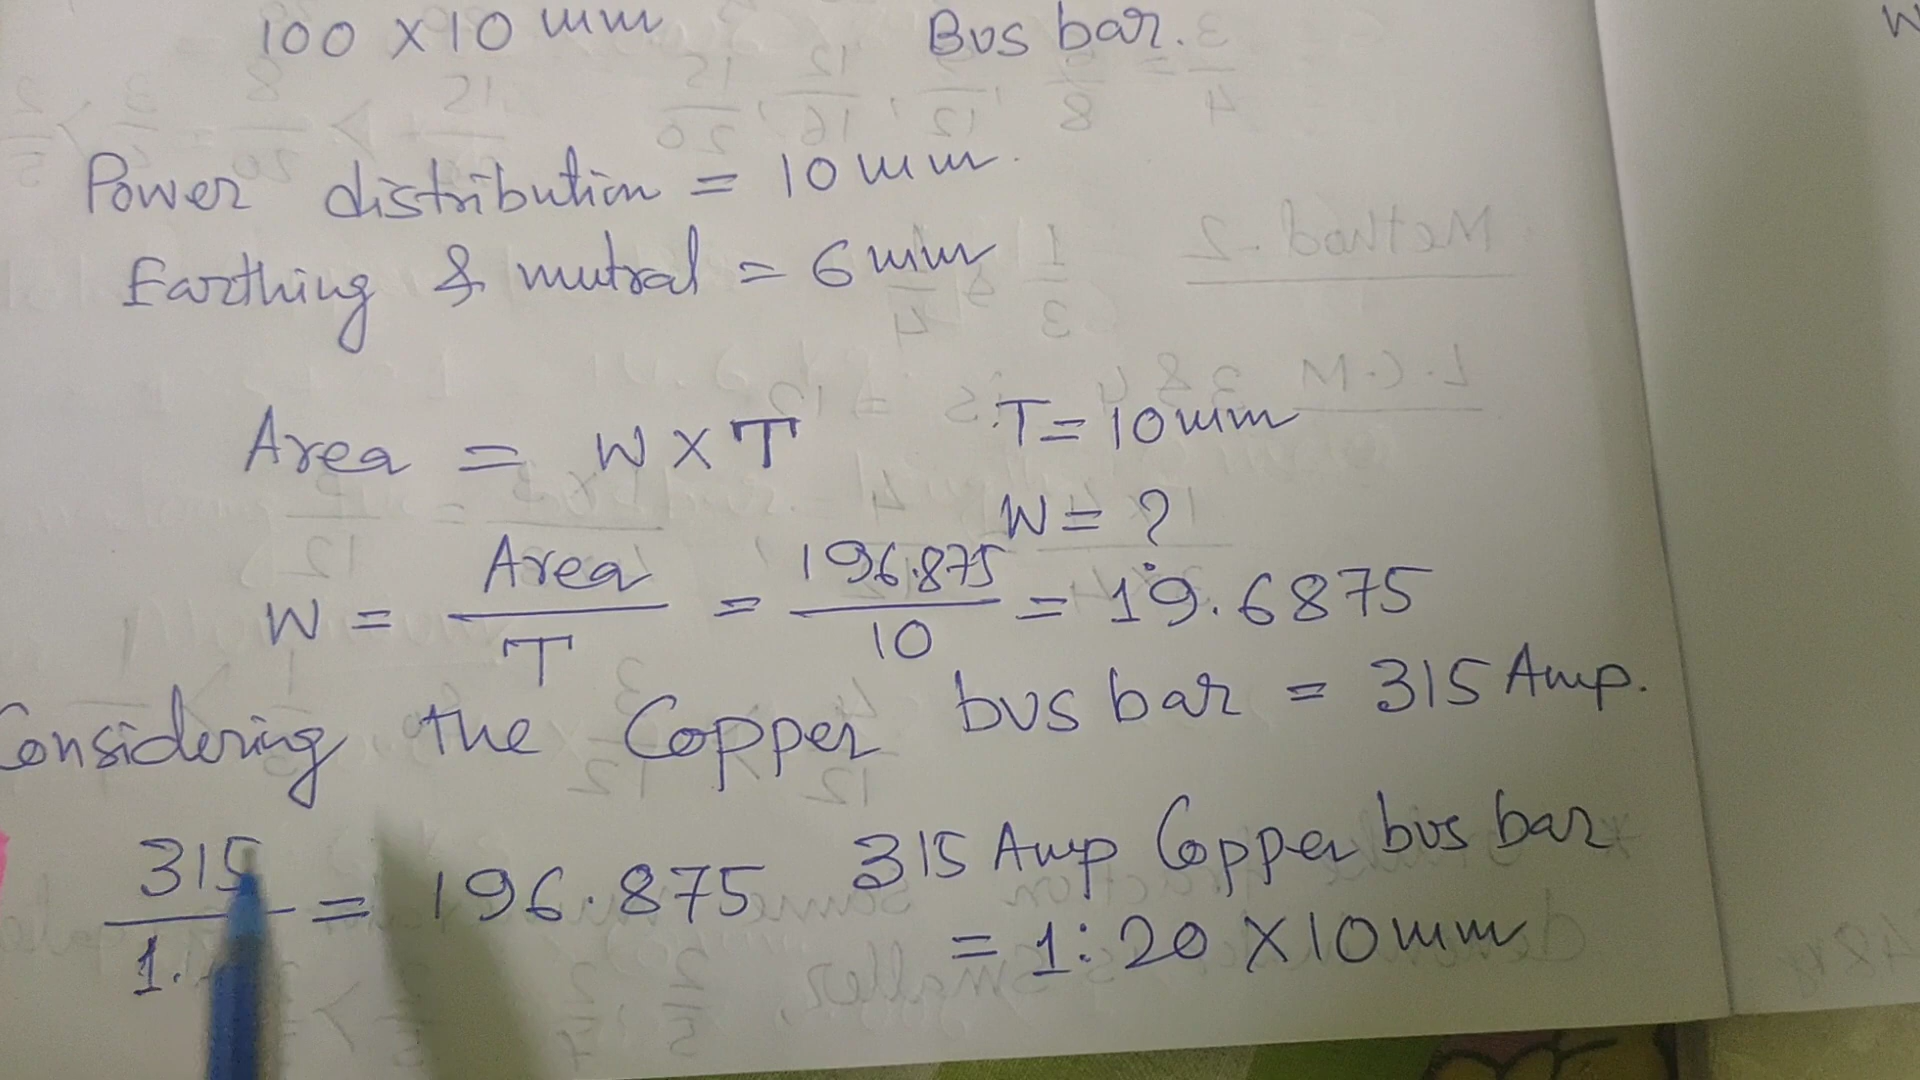 100 x 10 mm Bus bar.
Power distribution = 10 mm.
Earthing & nutral = 6 mm
Area = W x T T = 10 mm
W = ?
W = Area / T = 196.875 / 10 = 19.6875
Considering the Copper bus bar = 315 Amp.
315 / 1. = 196.875 315 Amp Copper bus bar
= 1:20 x 10 mm